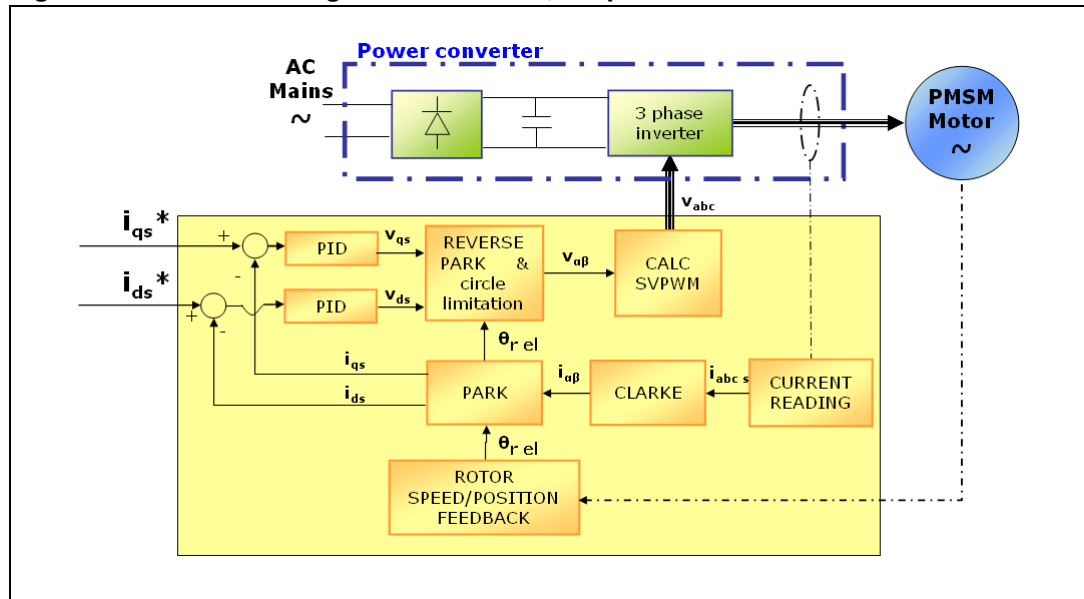 Power converter
AC
Mains
~
3 phase
inverter
PMSM
Motor
~
v_abc
i_qs*
+
-
PID
v_qs
REVERSE
PARK &
circle
limitation
v_αβ
CALC
SVPWM
i_ds*
+
-
PID
v_ds
θ_r el
i_qs
i_ds
PARK
i_αβ
CLARKE
i_abc s
CURRENT
READING
θ_r el
ROTOR
SPEED/POSITION
FEEDBACK